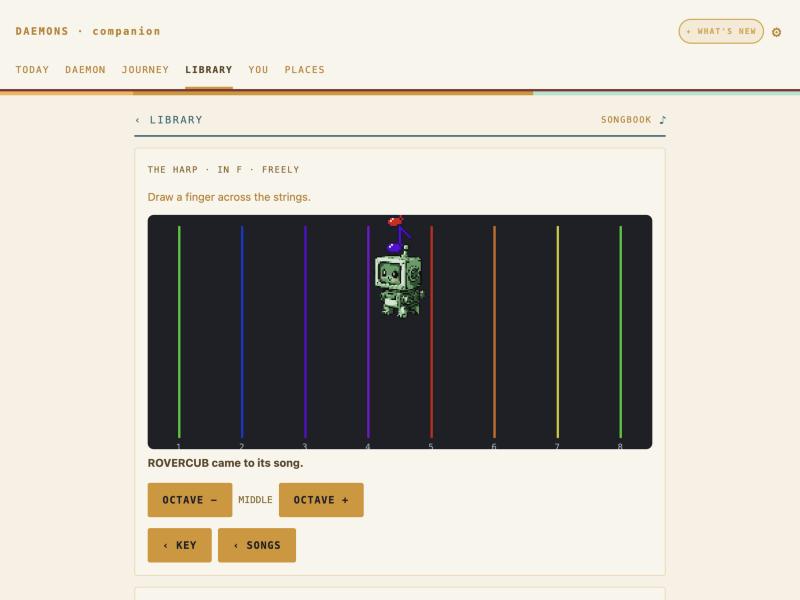 DAEMONS · companion
+ WHAT'S NEW
TODAY DAEMON JOURNEY LIBRARY YOU PLACES
‹ LIBRARY
SONGBOOK ♪
THE HARP · IN F · FREELY
Draw a finger across the strings.
1 2 3 4 5 6 7 8
ROVERCUB came to its song.
OCTAVE − MIDDLE OCTAVE +
‹ KEY ‹ SONGS